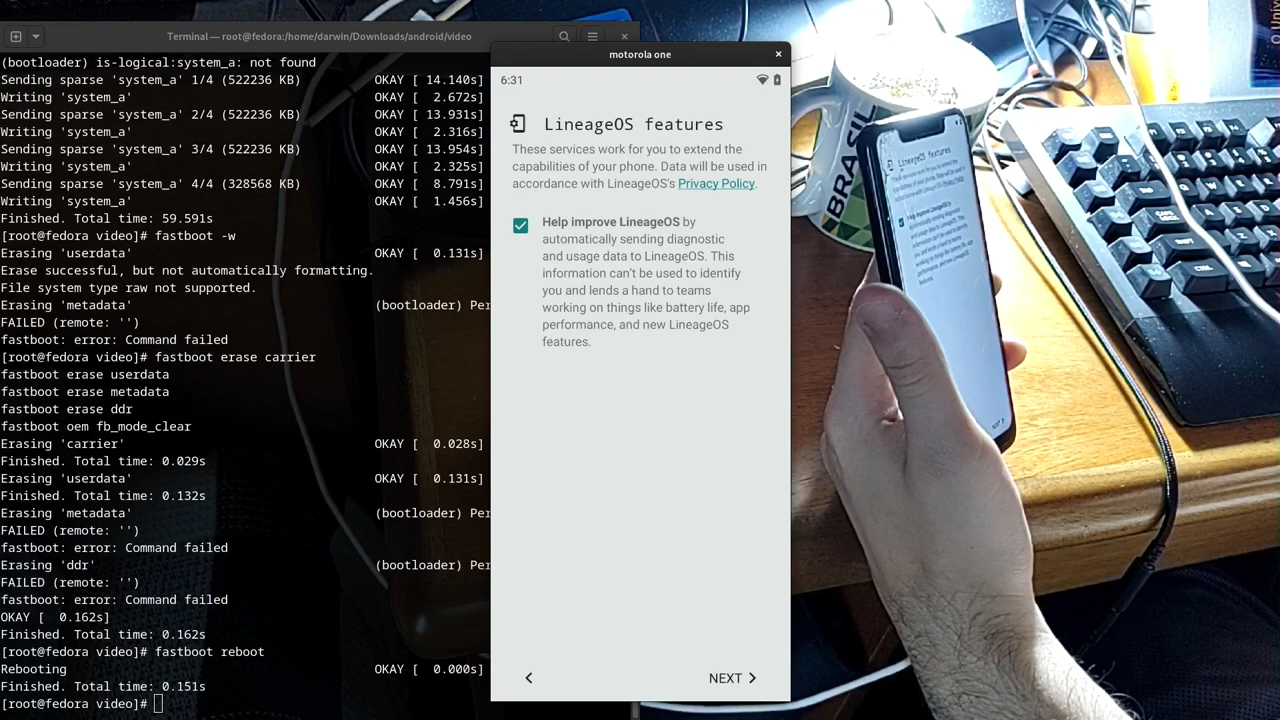 Terminal — root@fedora:/home/darwin/Downloads/android/video
(bootloader) is-logical:system_a: not found
Sending sparse 'system_a' 1/4 (522236 KB) OKAY [ 14.140s]
Writing 'system_a' OKAY [ 2.672s]
Sending sparse 'system_a' 2/4 (522236 KB) OKAY [ 13.931s]
Writing 'system_a' OKAY [ 2.316s]
Sending sparse 'system_a' 3/4 (522236 KB) OKAY [ 13.954s]
Writing 'system_a' OKAY [ 2.325s]
Sending sparse 'system_a' 4/4 (328568 KB) OKAY [ 8.791s]
Writing 'system_a' OKAY [ 1.456s]
Finished. Total time: 59.591s
[root@fedora video]# fastboot -w
Erasing 'userdata' OKAY [ 0.131s]
Erase successful, but not automatically formatting.
File system type raw not supported.
Erasing 'metadata' (bootloader) Per
FAILED (remote: '')
fastboot: error: Command failed
[root@fedora video]# fastboot erase carrier
fastboot erase userdata
fastboot erase metadata
fastboot erase ddr
fastboot oem fb_mode_clear
Erasing 'carrier' OKAY [ 0.028s]
Finished. Total time: 0.029s
Erasing 'userdata' OKAY [ 0.131s]
Finished. Total time: 0.132s
Erasing 'metadata' (bootloader) Per
FAILED (remote: '')
fastboot: error: Command failed
Erasing 'ddr' (bootloader) Per
FAILED (remote: '')
fastboot: error: Command failed
OKAY [ 0.162s]
Finished. Total time: 0.162s
[root@fedora video]# fastboot reboot
Rebooting OKAY [ 0.000s]
Finished. Total time: 0.151s
[root@fedora video]#
motorola one
6:31
LineageOS features
These services work for you to extend the
capabilities of your phone. Data will be used in
accordance with LineageOS's Privacy Policy.
Help improve LineageOS by
automatically sending diagnostic
and usage data to LineageOS. This
information can't be used to identify
you and lends a hand to teams
working on things like battery life, app
performance, and new LineageOS
features.
NEXT
BRASIL
LineageOS features
Help improve LineageOS by